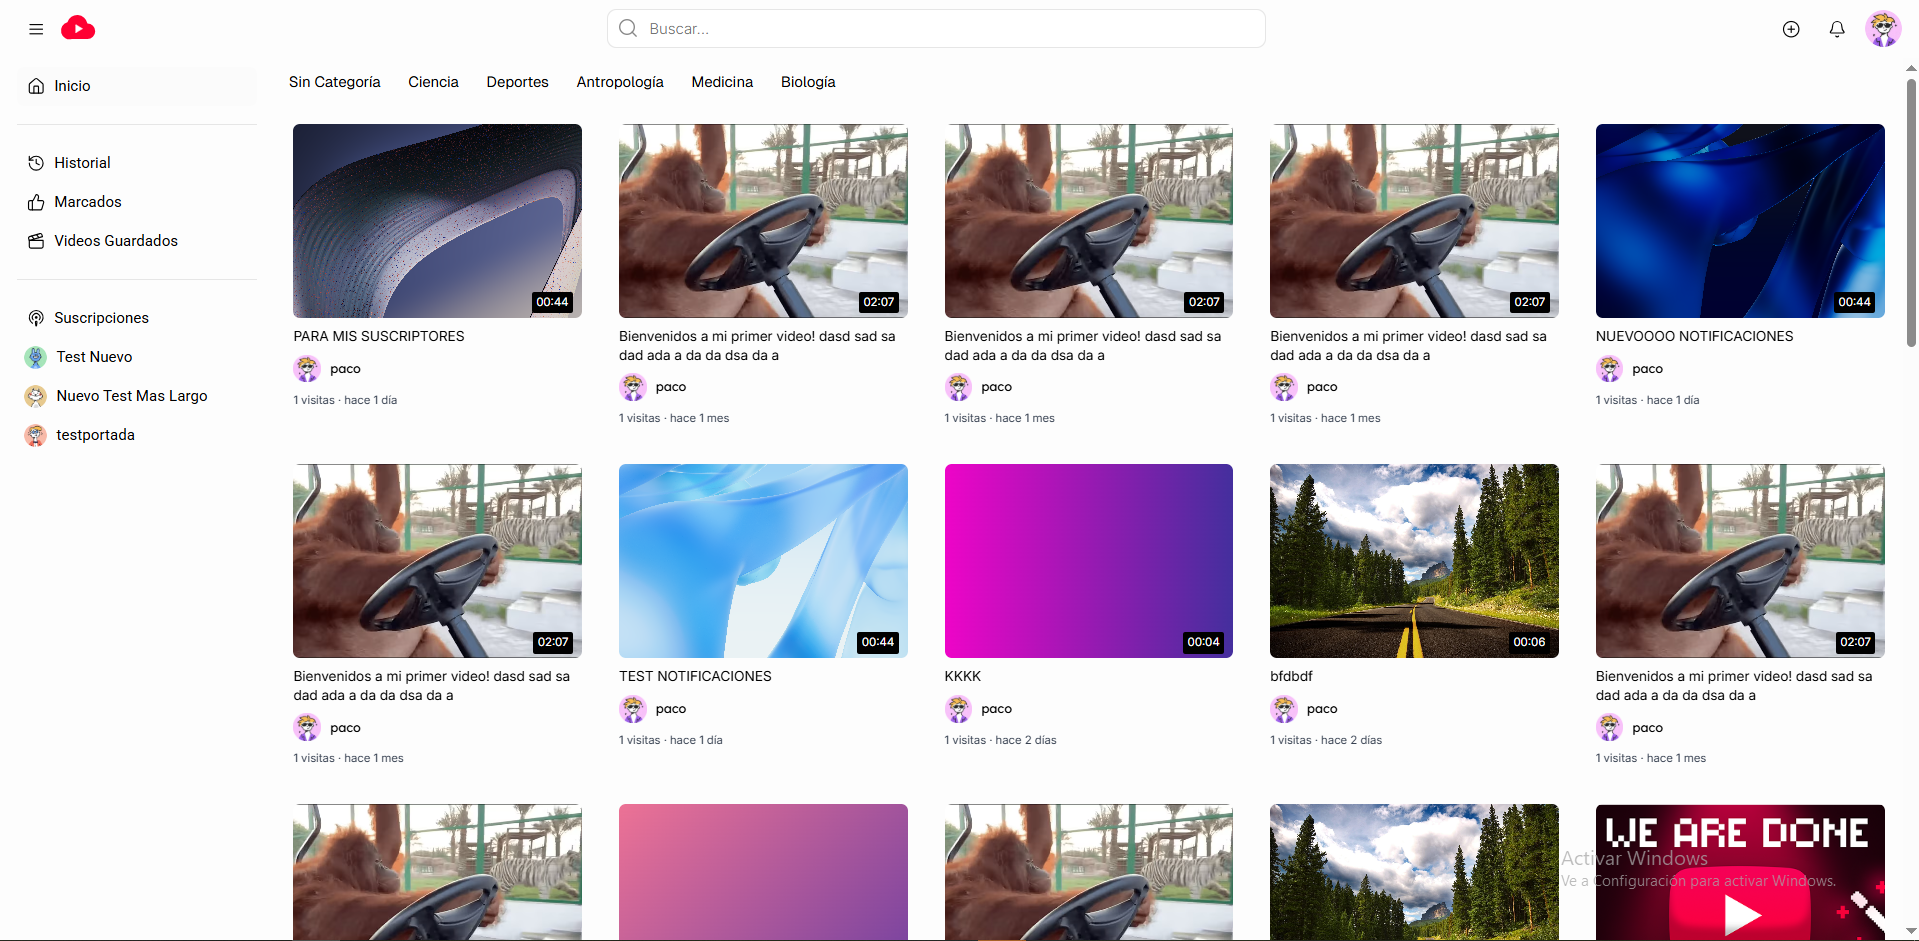 Buscar...
Inicio
Historial
Marcados
Videos Guardados
Suscripciones
Test Nuevo
Nuevo Test Mas Largo
testportada
Sin Categoría Ciencia Deportes Antropología Medicina Biología
00:44
PARA MIS SUSCRIPTORES
paco
1 visitas · hace 1 día
02:07
Bienvenidos a mi primer video! dasd sad sa
dad ada a da da dsa da a
paco
1 visitas · hace 1 mes
02:07
Bienvenidos a mi primer video! dasd sad sa
dad ada a da da dsa da a
paco
1 visitas · hace 1 mes
02:07
Bienvenidos a mi primer video! dasd sad sa
dad ada a da da dsa da a
paco
1 visitas · hace 1 mes
00:44
NUEVOOOO NOTIFICACIONES
paco
1 visitas · hace 1 día
02:07
Bienvenidos a mi primer video! dasd sad sa
dad ada a da da dsa da a
paco
1 visitas · hace 1 mes
00:44
TEST NOTIFICACIONES
paco
1 visitas · hace 1 día
00:04
KKKK
paco
1 visitas · hace 2 días
00:06
bfdbdf
paco
1 visitas · hace 2 días
02:07
Bienvenidos a mi primer video! dasd sad sa
dad ada a da da dsa da a
paco
1 visitas · hace 1 mes
WE ARE DONE
Activar Windows
Ve a Configuración para activar Windows.